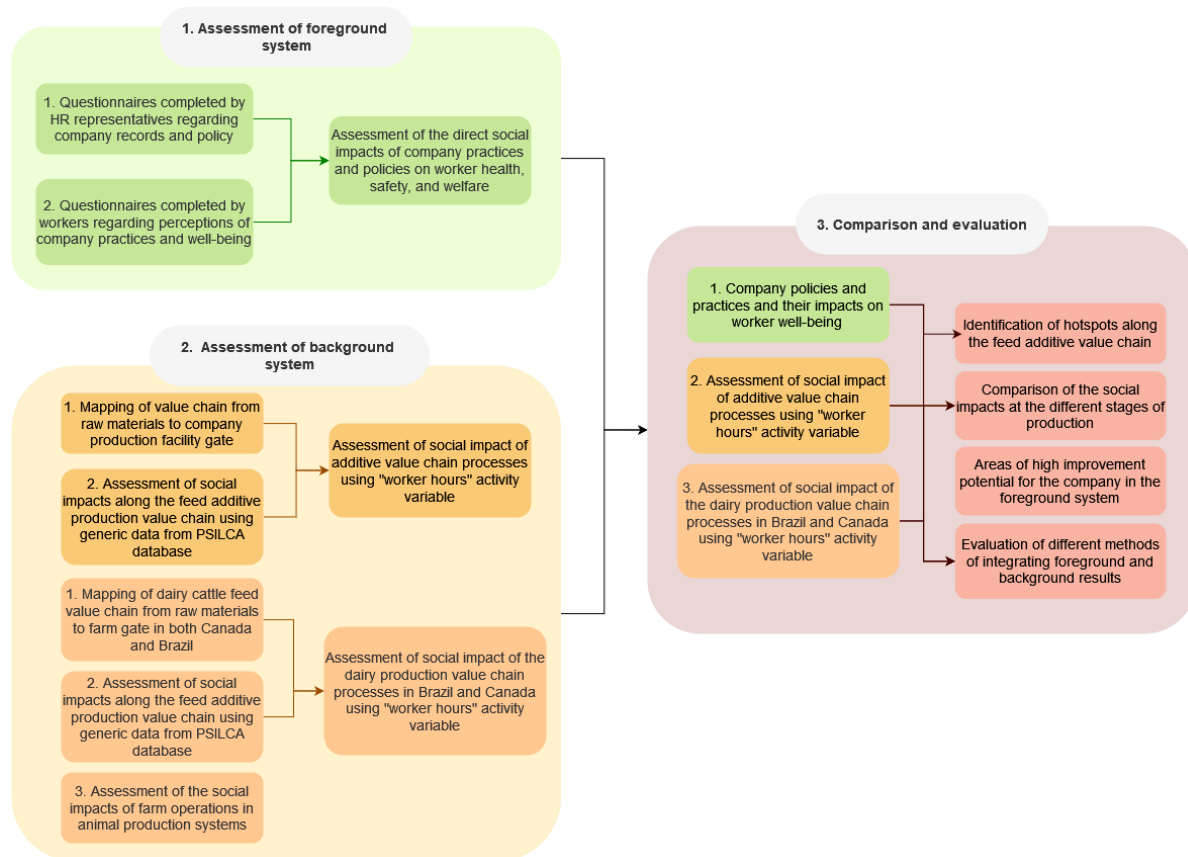 1. Assessment of foreground
system
1. Questionnaires completed by
HR representatives regarding
company records and policy
2. Questionnaires completed by
workers regarding perceptions of
company practices and well-being
Assessment of the direct social
impacts of company practices
and policies on worker health,
safety, and welfare
2. Assessment of background
system
1. Mapping of value chain from
raw materials to company
production facility gate
2. Assessment of social
impacts along the feed additive
production value chain using
generic data from PSILCA
database
Assessment of social impact of
additive value chain processes
using "worker hours" activity
variable
1. Mapping of dairy cattle feed
value chain from raw materials
to farm gate in both Canada
and Brazil
2. Assessment of social
impacts along the feed additive
production value chain using
generic data from PSILCA
database
3. Assessment of the social
impacts of farm operations in
animal production systems
Assessment of social impact of the
dairy production value chain
processes in Brazil and Canada
using "worker hours" activity
variable
3. Comparison and evaluation
1. Company policies and
practices and their impacts on
worker well-being
2. Assessment of social impact
of additive value chain
processes using "worker
hours" activity variable
3. Assessment of social impact of
the dairy production value chain
processes in Brazil and Canada
using "worker hours" activity
variable
Identification of hotspots along
the feed additive value chain
Comparison of the social
impacts at the different stages of
production
Areas of high improvement
potential for the company in
the foreground system
Evaluation of different methods
of integrating foreground and
background results